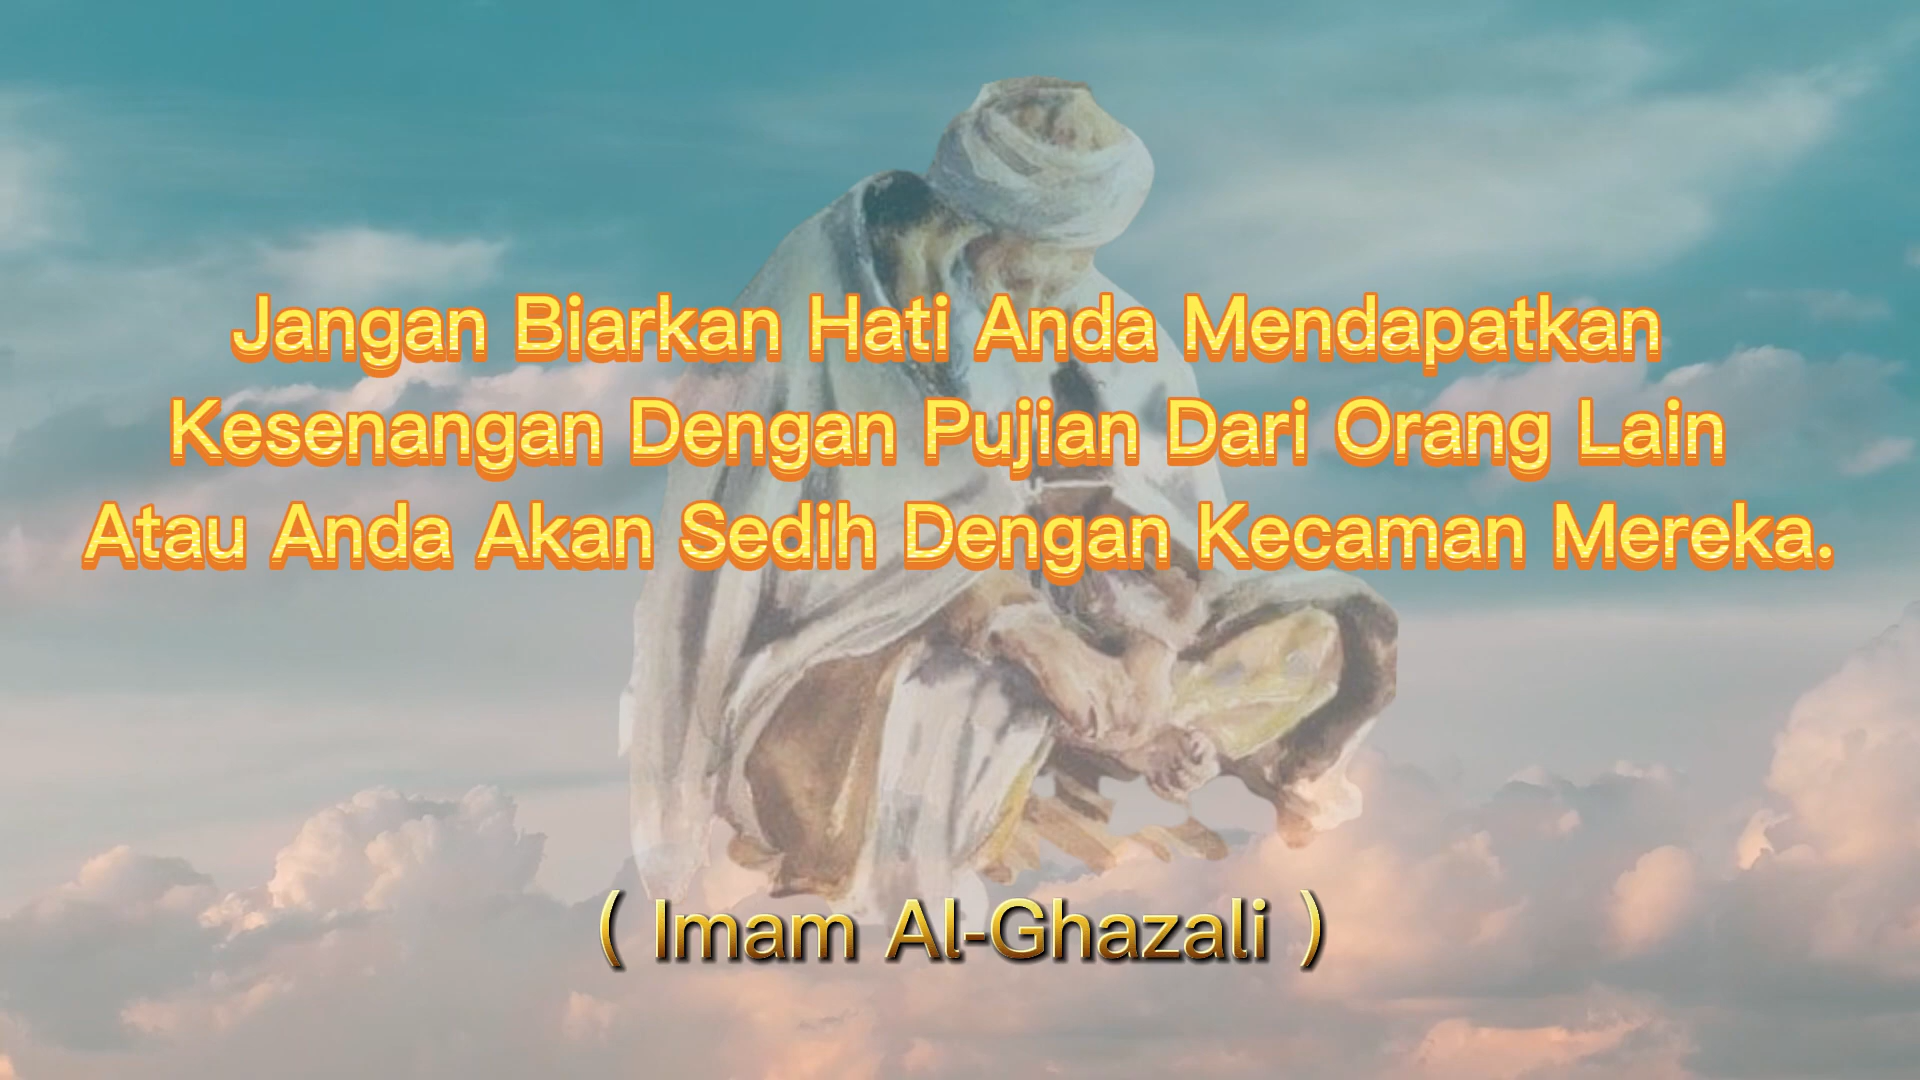 Jangan Biarkan Hati Anda Mendapatkan
Kesenangan Dengan Pujian Dari Orang Lain
Atau Anda Akan Sedih Dengan Kecaman Mereka.
( Imam Al-Ghazali )